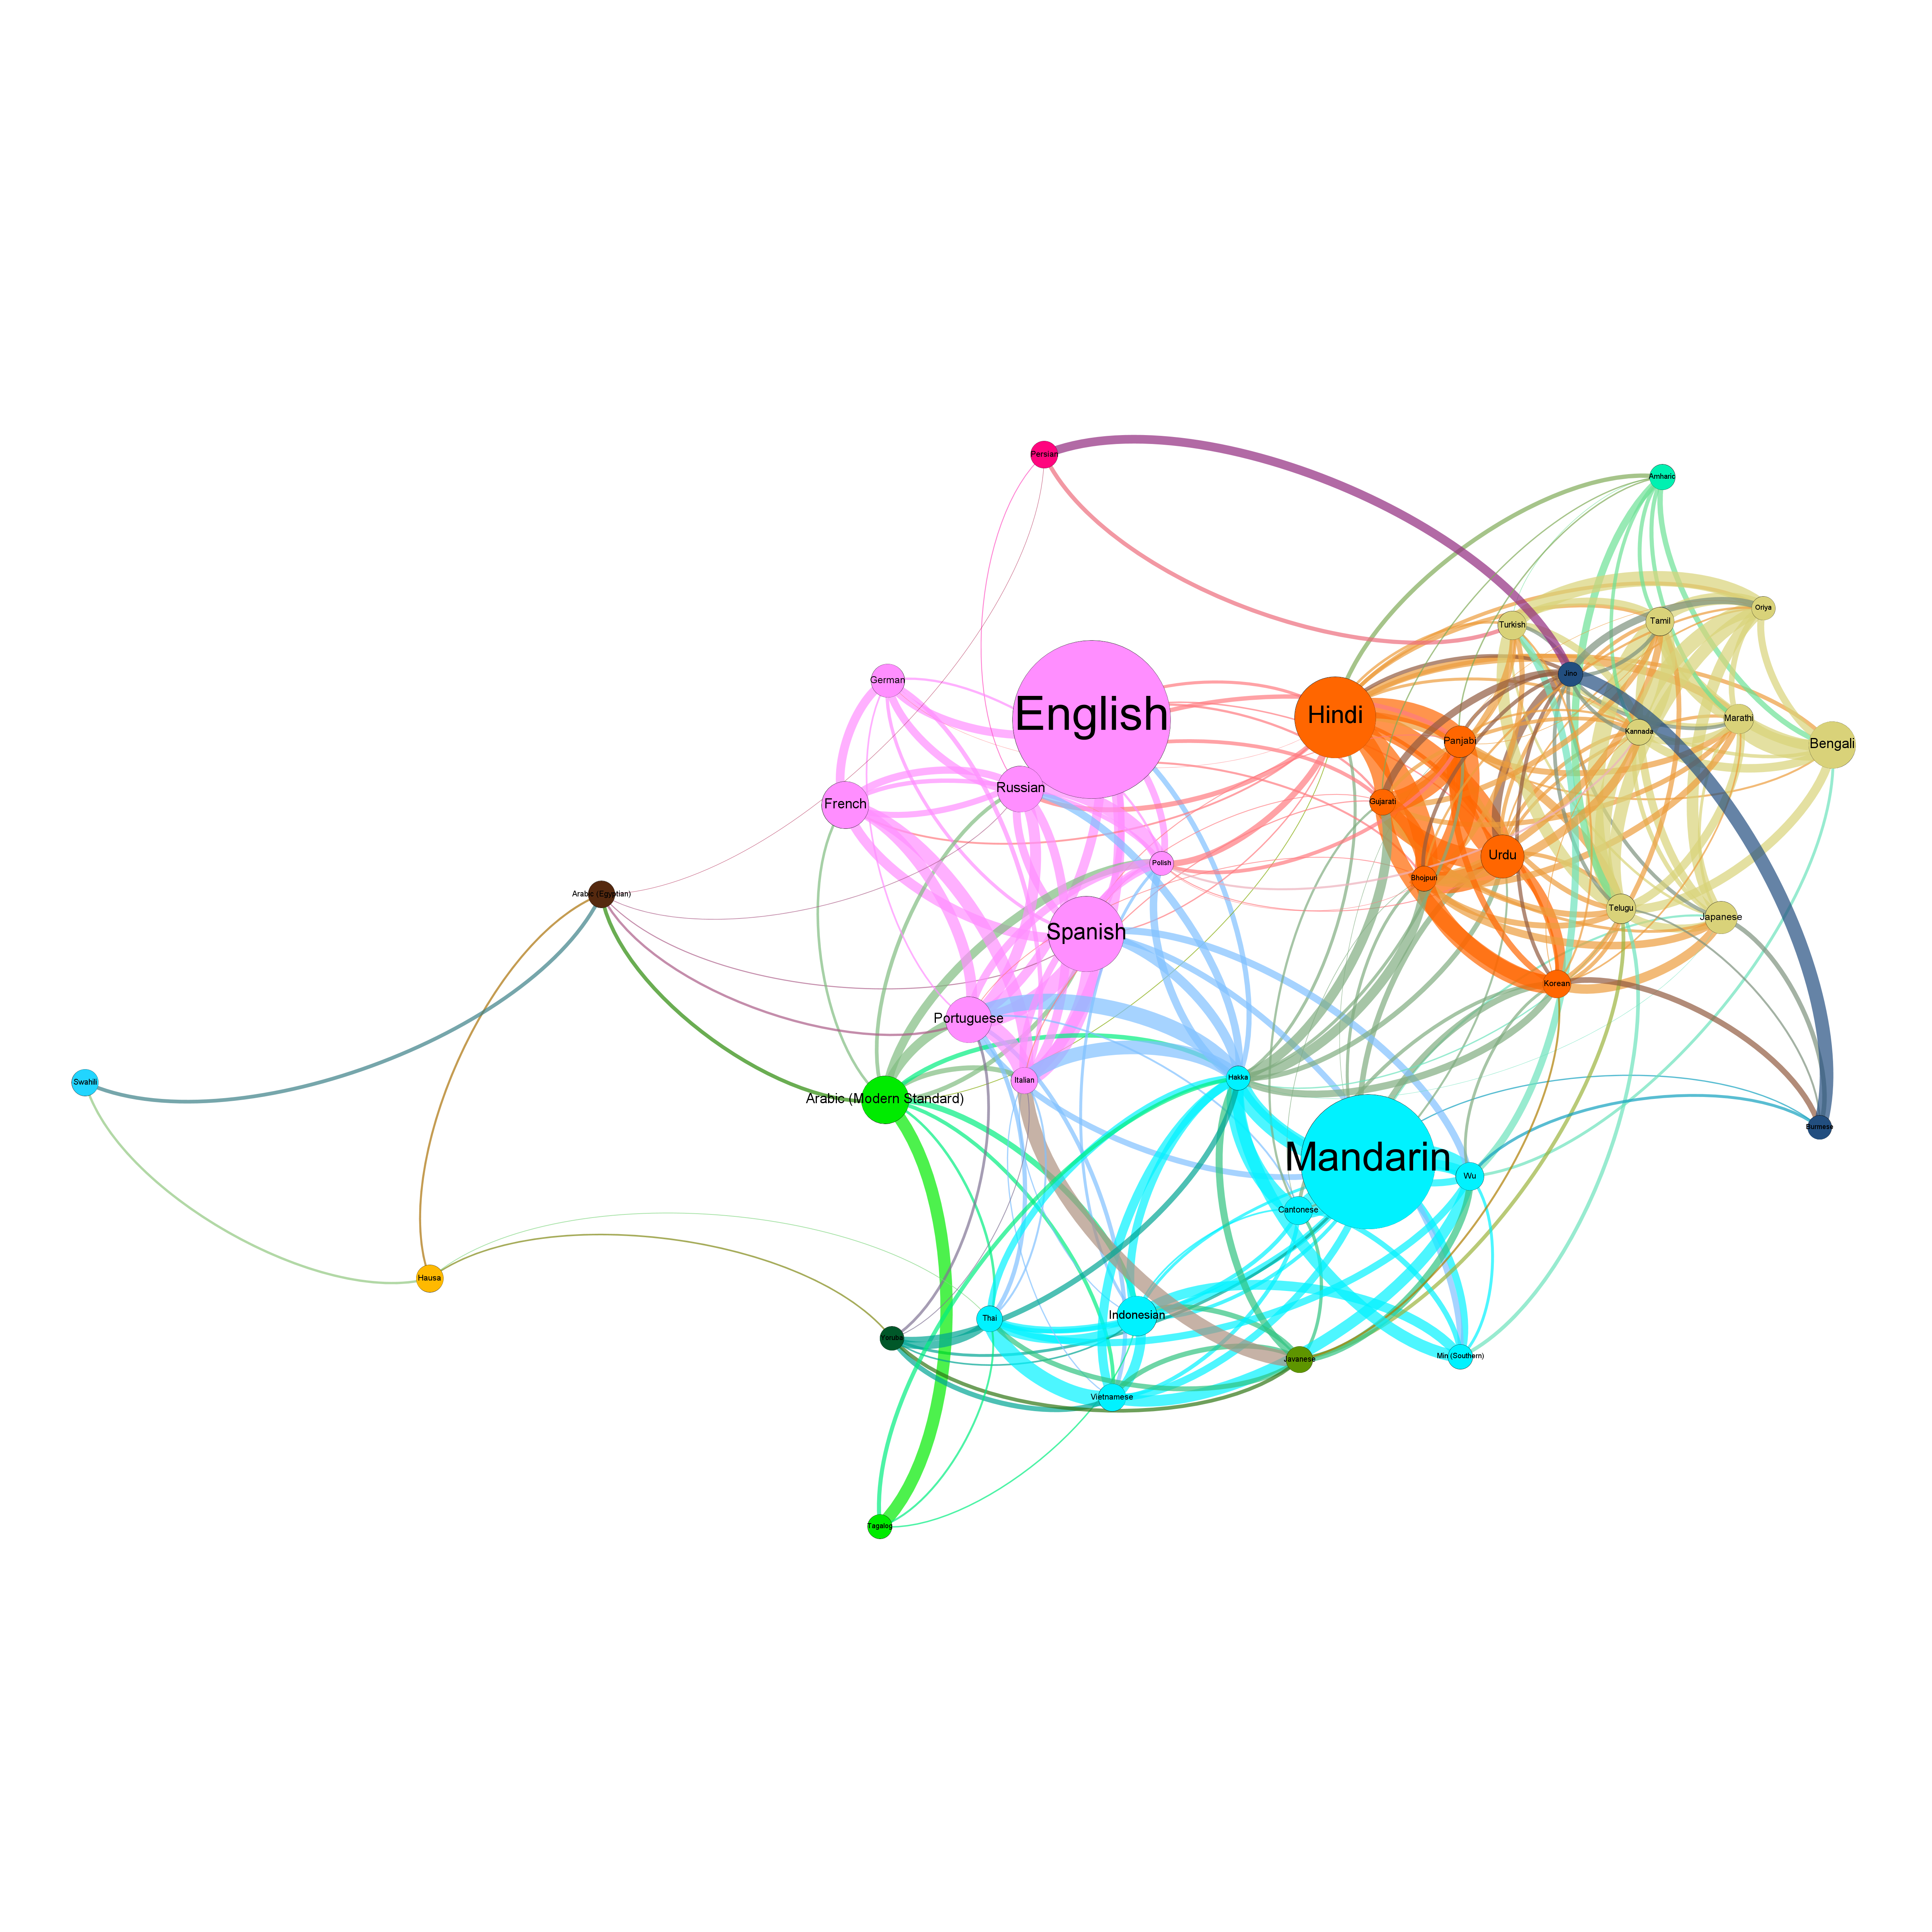 Persian
Amharic
Oriya
Tamil
Turkish
Jino
German
English
Hindi
Marathi
Kannada
Panjabi
Bengali
Russian
French
Gujarati
Urdu
Polish
Bhojpuri
Arabic (Egyptian)
Telugu
Japanese
Spanish
Korean
Portuguese
Hakka
Italian
Swahili
Arabic (Modern Standard)
Burmese
Mandarin
Wu
Cantonese
Hausa
Indonesian
Thai
Yoruba
Min (Southern)
Javanese
Vietnamese
Tagalog